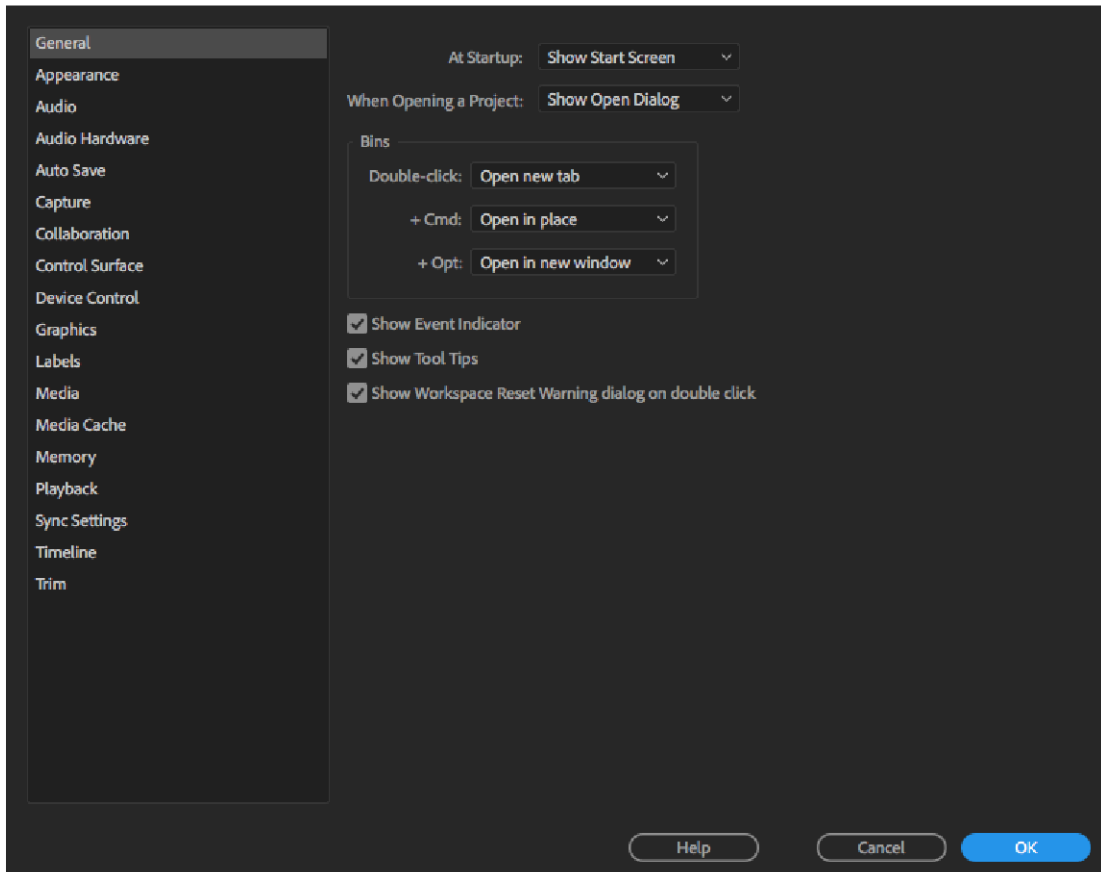 General
Appearance
Audio
Audio Hardware
Auto Save
Capture
Collaboration
Control Surface
Device Control
Graphics
Labels
Media
Media Cache
Memory
Playback
Sync Settings
Timeline
Trim
At Startup: Show Start Screen
When Opening a Project: Show Open Dialog
Bins
Double-click: Open new tab
+ Cmd: Open in place
+ Opt: Open in new window
Show Event Indicator
Show Tool Tips
Show Workspace Reset Warning dialog on double click
Help Cancel OK